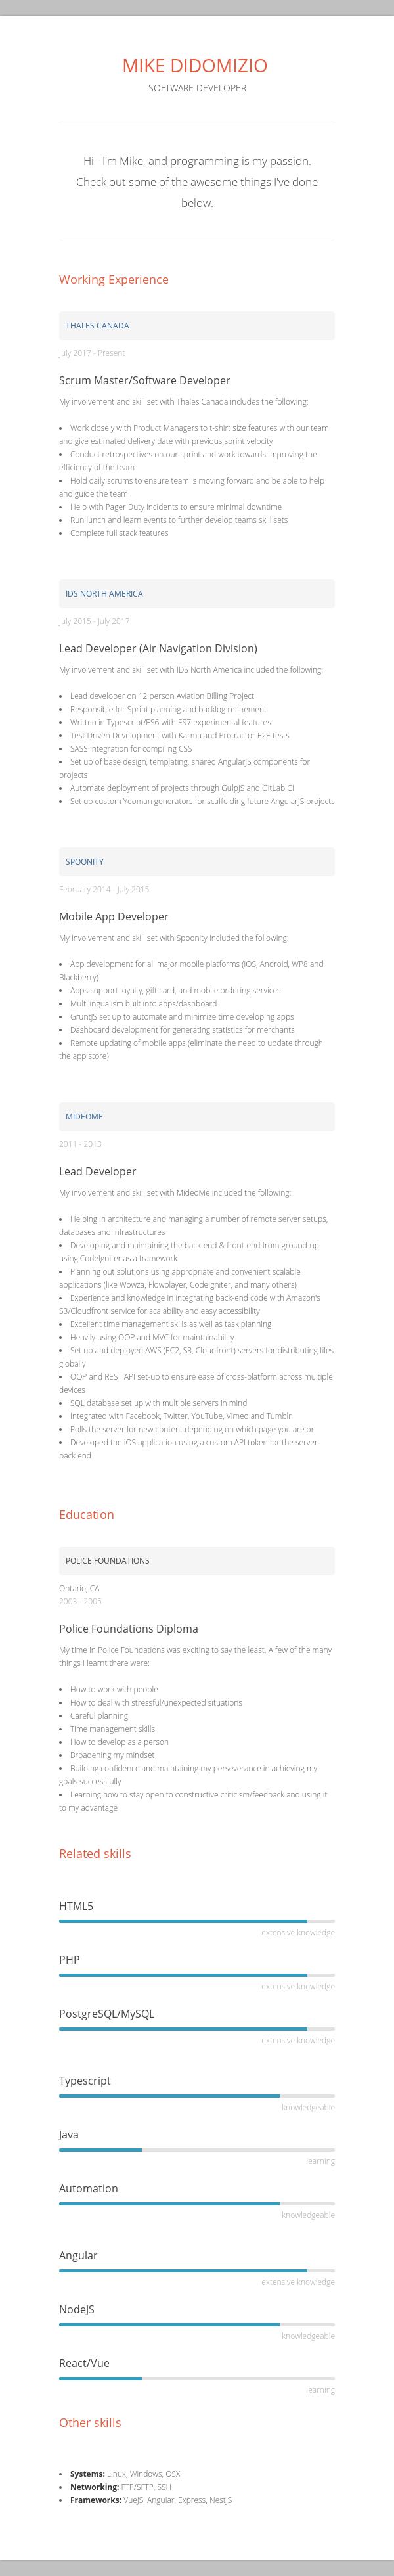 MIKE DIDOMIZIO
SOFTWARE DEVELOPER
Hi - I'm Mike, and programming is my passion.
Check out some of the awesome things I've done
below.
Working Experience
THALES CANADA
July 2017 - Present
Scrum Master/Software Developer
My involvement and skill set with Thales Canada includes the following:
• Work closely with Product Managers to t-shirt size features with our team
and give estimated delivery date with previous sprint velocity
• Conduct retrospectives on our sprint and work towards improving the
efficiency of the team
• Hold daily scrums to ensure team is moving forward and be able to help
and guide the team
• Help with Pager Duty incidents to ensure minimal downtime
• Run lunch and learn events to further develop teams skill sets
• Complete full stack features
IDS NORTH AMERICA
July 2015 - July 2017
Lead Developer (Air Navigation Division)
My involvement and skill set with IDS North America included the following:
• Lead developer on 12 person Aviation Billing Project
• Responsible for Sprint planning and backlog refinement
• Written in Typescript/ES6 with ES7 experimental features
• Test Driven Development with Karma and Protractor E2E tests
• SASS integration for compiling CSS
• Set up of base design, templating, shared AngularJS components for
projects
• Automate deployment of projects through GulpJS and GitLab CI
• Set up custom Yeoman generators for scaffolding future AngularJS projects
SPOONITY
February 2014 - July 2015
Mobile App Developer
My involvement and skill set with Spoonity included the following:
• App development for all major mobile platforms (iOS, Android, WP8 and
Blackberry)
• Apps support loyalty, gift card, and mobile ordering services
• Multilingualism built into apps/dashboard
• GruntJS set up to automate and minimize time developing apps
• Dashboard development for generating statistics for merchants
• Remote updating of mobile apps (eliminate the need to update through
the app store)
MIDEOME
2011 - 2013
Lead Developer
My involvement and skill set with MideoMe included the following:
• Helping in architecture and managing a number of remote server setups,
databases and infrastructures
• Developing and maintaining the back-end & front-end from ground-up
using CodeIgniter as a framework
• Planning out solutions using appropriate and convenient scalable
applications (like Wowza, Flowplayer, CodeIgniter, and many others)
• Experience and knowledge in integrating back-end code with Amazon's
S3/Cloudfront service for scalability and easy accessibility
• Excellent time management skills as well as task planning
• Heavily using OOP and MVC for maintainability
• Set up and deployed AWS (EC2, S3, Cloudfront) servers for distributing files
globally
• OOP and REST API set-up to ensure ease of cross-platform across multiple
devices
• SQL database set up with multiple servers in mind
• Integrated with Facebook, Twitter, YouTube, Vimeo and Tumblr
• Polls the server for new content depending on which page you are on
• Developed the iOS application using a custom API token for the server
back end
Education
POLICE FOUNDATIONS
Ontario, CA
2003 - 2005
Police Foundations Diploma
My time in Police Foundations was exciting to say the least. A few of the many
things I learnt there were:
• How to work with people
• How to deal with stressful/unexpected situations
• Careful planning
• Time management skills
• How to develop as a person
• Broadening my mindset
• Building confidence and maintaining my perseverance in achieving my
goals successfully
• Learning how to stay open to constructive criticism/feedback and using it
to my advantage
Related skills
HTML5
extensive knowledge
PHP
extensive knowledge
PostgreSQL/MySQL
extensive knowledge
Typescript
knowledgeable
Java
learning
Automation
knowledgeable
Angular
extensive knowledge
NodeJS
knowledgeable
React/Vue
learning
Other skills
• Systems: Linux, Windows, OSX
• Networking: FTP/SFTP, SSH
• Frameworks: VueJS, Angular, Express, NestJS